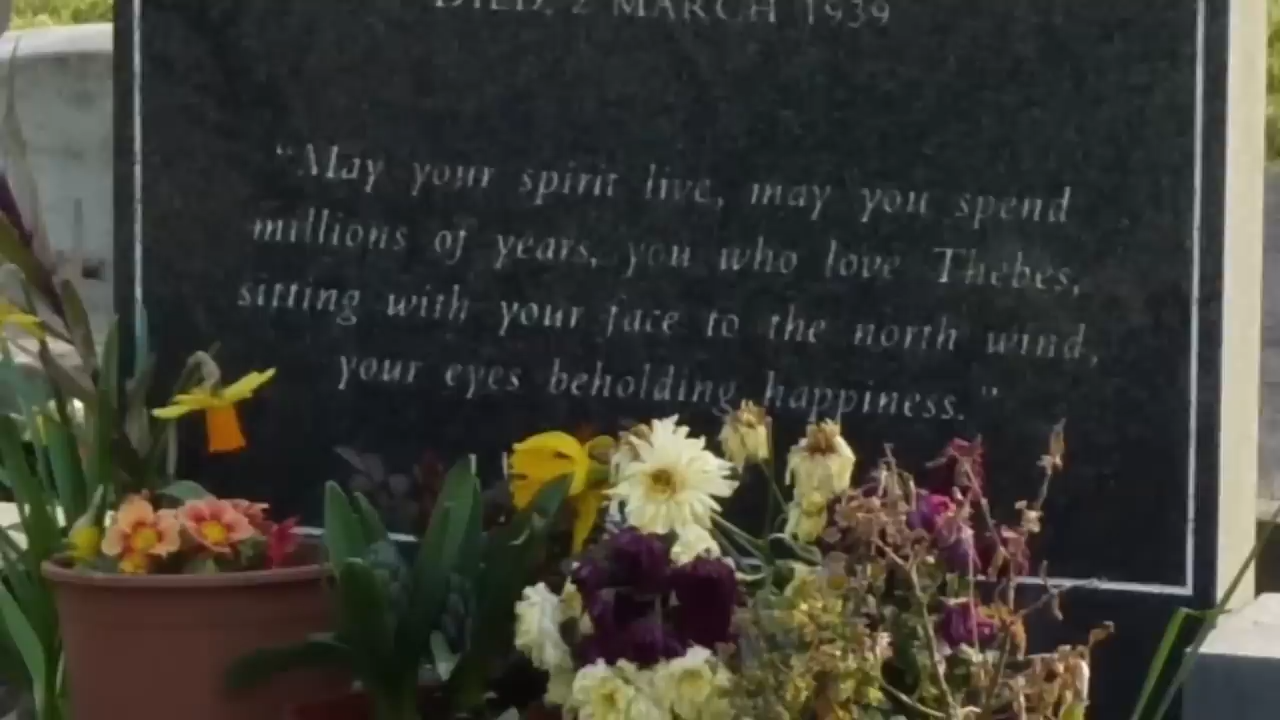 DIED, 2 MARCH 1939
“May your spirit live, may you spend
millions of years, you who love Thebes,
sitting with your face to the north wind,
your eyes beholding happiness.”